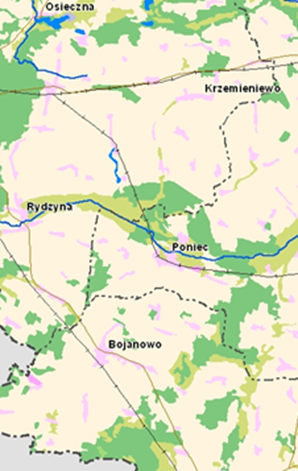 Osieczna
Krzemieniewo
Rydzyna
Poniec
Bojanowo